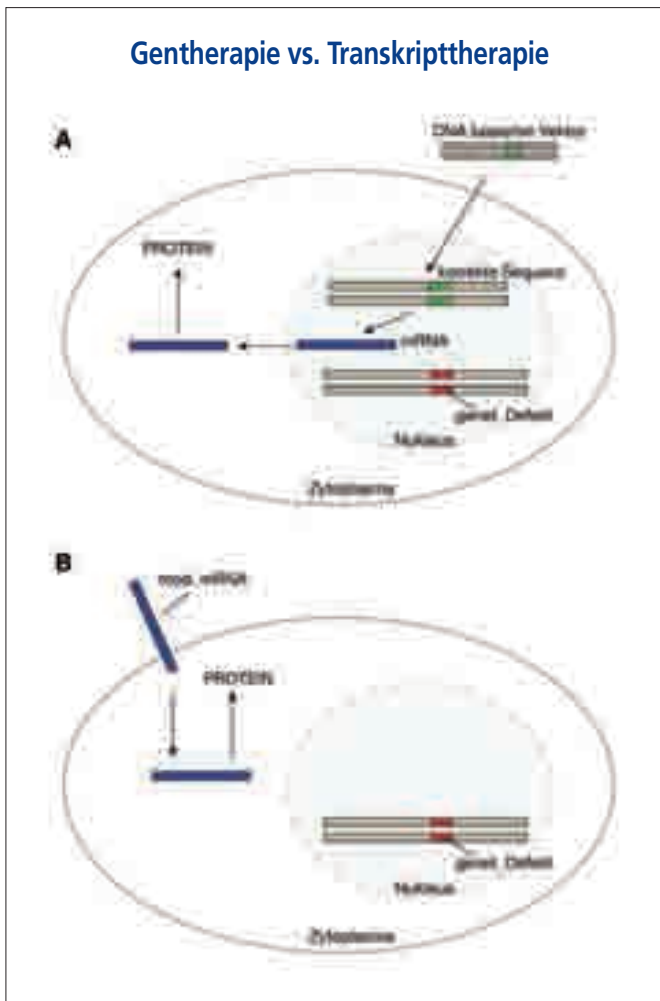 Gentherapie vs. Transkripttherapie
A
DNA basierter Vektor
PROTEIN
korrekte Sequenz
mRNA
genet. Defekt
Nukleus
Zytoplasma
B
mod. mRNA
PROTEIN
genet. Defekt
Nukleus
Zytoplasma